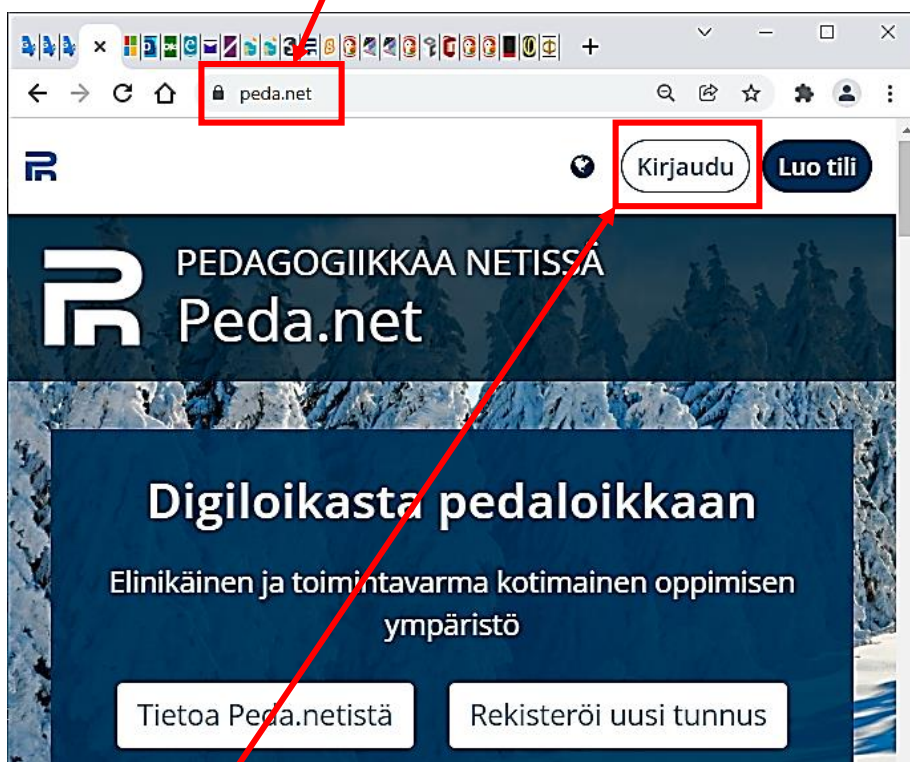 peda.net
Kirjaudu
Luo tili
PEDAGOGIIKKAA NETISSÄ
Peda.net
Digiloikasta pedaloikkaan
Elinikäinen ja toimintavarma kotimainen oppimisen
ympäristö
Tietoa Peda.netistä
Rekisteröi uusi tunnus